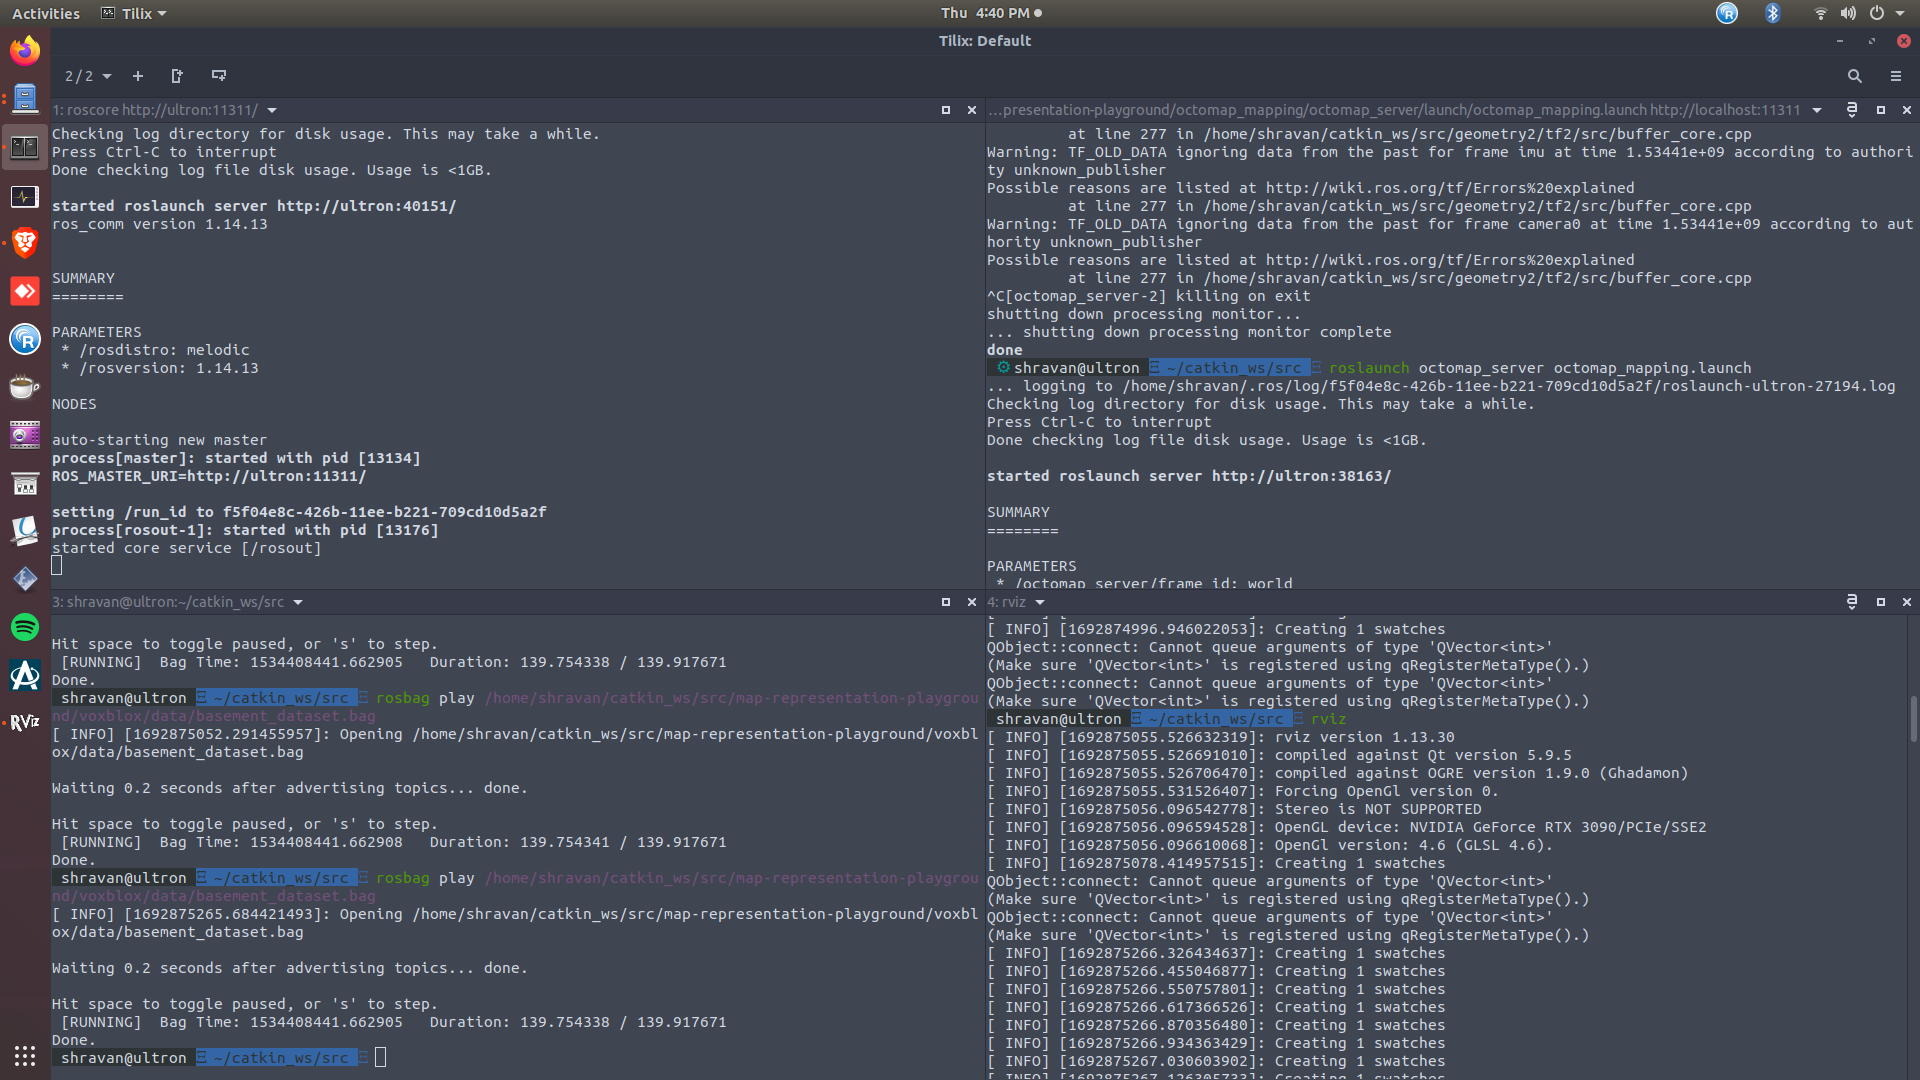 Activities
Tilix
Thu 4:40 PM
Tilix: Default
2 / 2
1: roscore http://ultron:11311/
Checking log directory for disk usage. This may take a while.
Press Ctrl-C to interrupt
Done checking log file disk usage. Usage is <1GB.
started roslaunch server http://ultron:40151/
ros_comm version 1.14.13
SUMMARY
========
PARAMETERS
 * /rosdistro: melodic
 * /rosversion: 1.14.13
NODES
auto-starting new master
process[master]: started with pid [13134]
ROS_MASTER_URI=http://ultron:11311/
setting /run_id to f5f04e8c-426b-11ee-b221-709cd10d5a2f
process[rosout-1]: started with pid [13176]
started core service [/rosout]
...presentation-playground/octomap_mapping/octomap_server/launch/octomap_mapping.launch http://localhost:11311
at line 277 in /home/shravan/catkin_ws/src/geometry2/tf2/src/buffer_core.cpp
Warning: TF_OLD_DATA ignoring data from the past for frame imu at time 1.53441e+09 according to authori
ty unknown_publisher
Possible reasons are listed at http://wiki.ros.org/tf/Errors%20explained
at line 277 in /home/shravan/catkin_ws/src/geometry2/tf2/src/buffer_core.cpp
Warning: TF_OLD_DATA ignoring data from the past for frame camera0 at time 1.53441e+09 according to aut
hority unknown_publisher
Possible reasons are listed at http://wiki.ros.org/tf/Errors%20explained
at line 277 in /home/shravan/catkin_ws/src/geometry2/tf2/src/buffer_core.cpp
^C[octomap_server-2] killing on exit
shutting down processing monitor...
... shutting down processing monitor complete
done
shravan@ultron ~/catkin_ws/src roslaunch octomap_server octomap_mapping.launch
... logging to /home/shravan/.ros/log/f5f04e8c-426b-11ee-b221-709cd10d5a2f/roslaunch-ultron-27194.log
Checking log directory for disk usage. This may take a while.
Press Ctrl-C to interrupt
Done checking log file disk usage. Usage is <1GB.
started roslaunch server http://ultron:38163/
SUMMARY
========
PARAMETERS
 * /octomap_server/frame_id: world
3: shravan@ultron:~/catkin_ws/src
Hit space to toggle paused, or 's' to step.
[RUNNING]  Bag Time: 1534408441.662905   Duration: 139.754338 / 139.917671
Done.
shravan@ultron ~/catkin_ws/src rosbag play /home/shravan/catkin_ws/src/map-representation-playgrou
nd/voxblox/data/basement_dataset.bag
[ INFO] [1692875052.291455957]: Opening /home/shravan/catkin_ws/src/map-representation-playground/voxbl
ox/data/basement_dataset.bag
Waiting 0.2 seconds after advertising topics... done.
Hit space to toggle paused, or 's' to step.
[RUNNING]  Bag Time: 1534408441.662908   Duration: 139.754341 / 139.917671
Done.
shravan@ultron ~/catkin_ws/src rosbag play /home/shravan/catkin_ws/src/map-representation-playgrou
nd/voxblox/data/basement_dataset.bag
[ INFO] [1692875265.684421493]: Opening /home/shravan/catkin_ws/src/map-representation-playground/voxbl
ox/data/basement_dataset.bag
Waiting 0.2 seconds after advertising topics... done.
Hit space to toggle paused, or 's' to step.
[RUNNING]  Bag Time: 1534408441.662905   Duration: 139.754338 / 139.917671
Done.
shravan@ultron ~/catkin_ws/src
4: rviz
[ INFO] [1692874996.946022053]: Creating 1 swatches
QObject::connect: Cannot queue arguments of type 'QVector<int>'
(Make sure 'QVector<int>' is registered using qRegisterMetaType().)
QObject::connect: Cannot queue arguments of type 'QVector<int>'
(Make sure 'QVector<int>' is registered using qRegisterMetaType().)
shravan@ultron ~/catkin_ws/src rviz
[ INFO] [1692875055.526632319]: rviz version 1.13.30
[ INFO] [1692875055.526691010]: compiled against Qt version 5.9.5
[ INFO] [1692875055.526706470]: compiled against OGRE version 1.9.0 (Ghadamon)
[ INFO] [1692875055.531526407]: Forcing OpenGl version 0.
[ INFO] [1692875056.096542778]: Stereo is NOT SUPPORTED
[ INFO] [1692875056.096594528]: OpenGL device: NVIDIA GeForce RTX 3090/PCIe/SSE2
[ INFO] [1692875056.096610068]: OpenGl version: 4.6 (GLSL 4.6).
[ INFO] [1692875078.414957515]: Creating 1 swatches
QObject::connect: Cannot queue arguments of type 'QVector<int>'
(Make sure 'QVector<int>' is registered using qRegisterMetaType().)
QObject::connect: Cannot queue arguments of type 'QVector<int>'
(Make sure 'QVector<int>' is registered using qRegisterMetaType().)
[ INFO] [1692875266.326434637]: Creating 1 swatches
[ INFO] [1692875266.455046877]: Creating 1 swatches
[ INFO] [1692875266.550757801]: Creating 1 swatches
[ INFO] [1692875266.617366526]: Creating 1 swatches
[ INFO] [1692875266.870356480]: Creating 1 swatches
[ INFO] [1692875266.934363429]: Creating 1 swatches
[ INFO] [1692875267.030603902]: Creating 1 swatches
[ INFO] [1692875267.126305733]: Creating 1 swatches
RViz